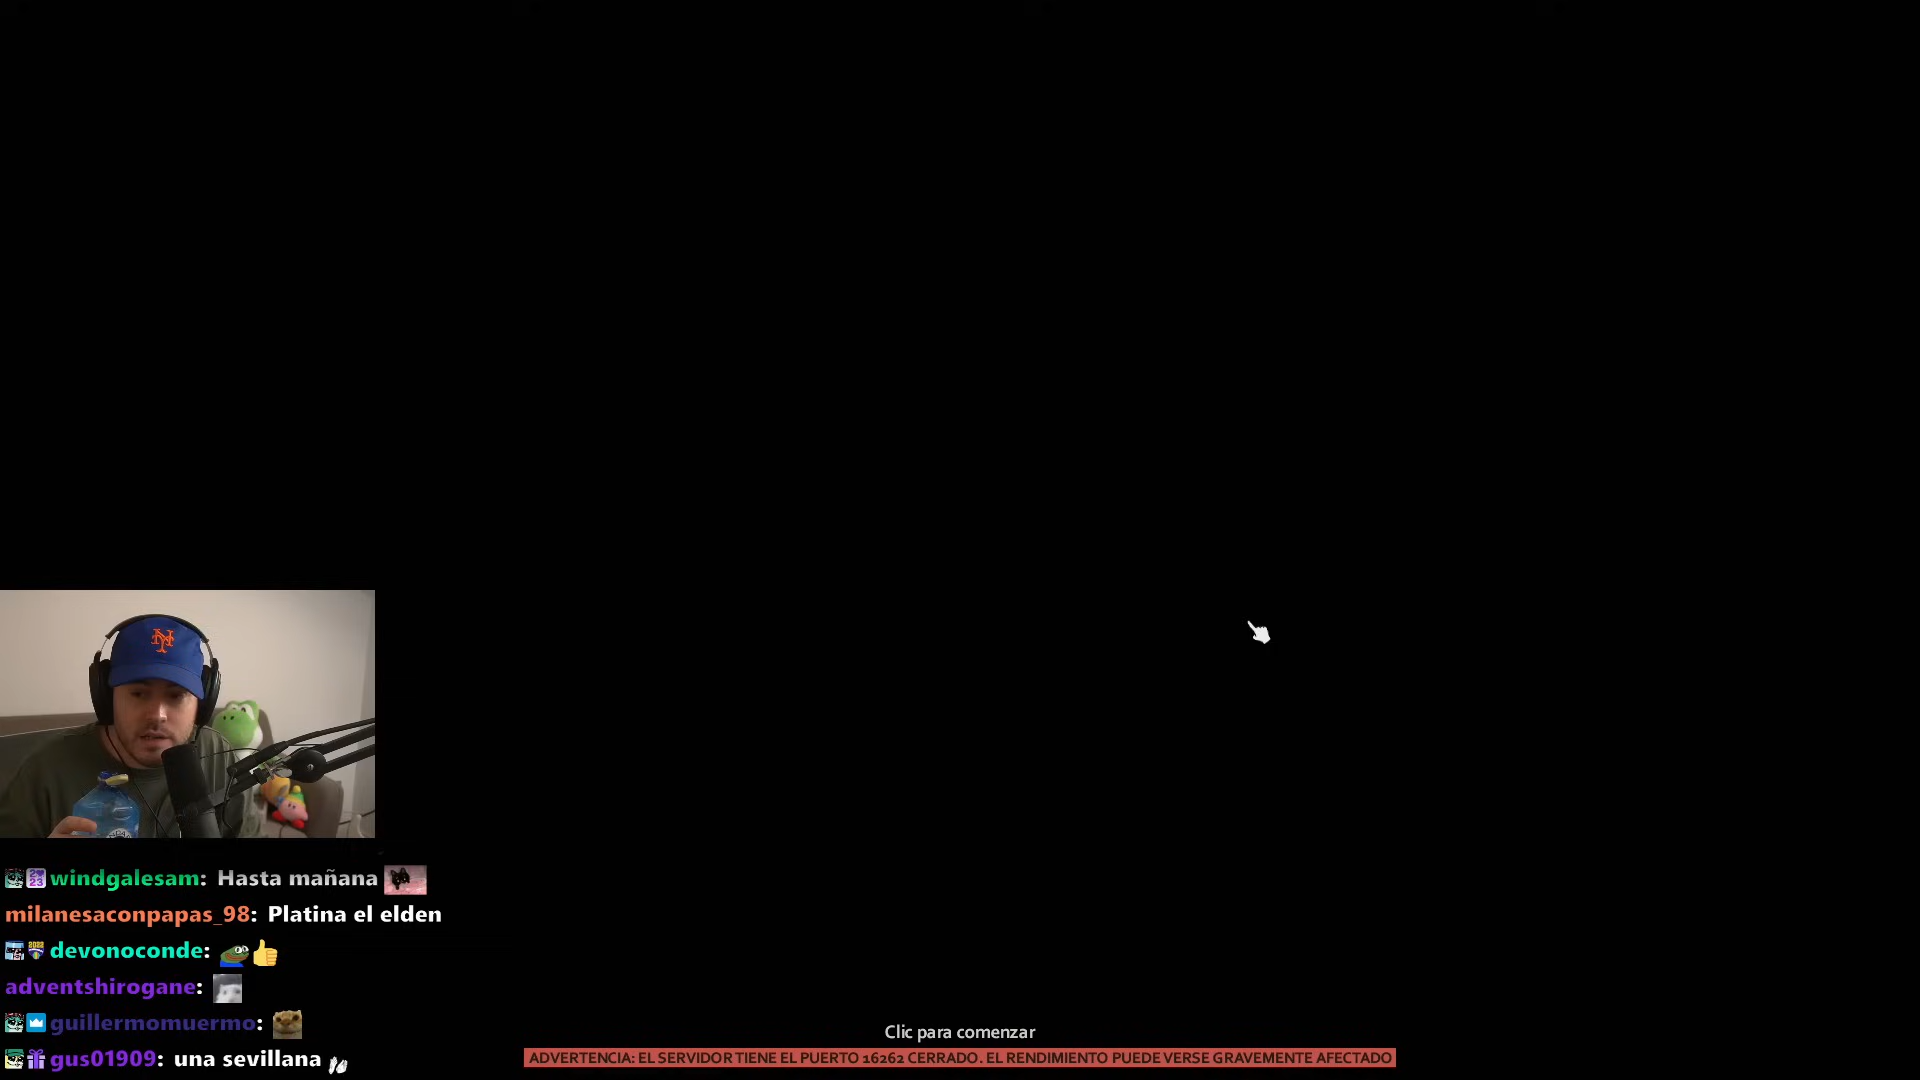 windgalesam: Hasta mañana
milanesaconpapas_98: Platina el elden
devonoconde:
adventshirogane:
guillermomuermo:
gus01909: una sevillana
Clic para comenzar
ADVERTENCIA: EL SERVIDOR TIENE EL PUERTO 16262 CERRADO. EL RENDIMIENTO PUEDE VERSE GRAVEMENTE AFECTADO